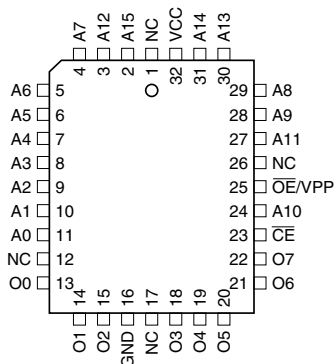 A7 A12 A15 NC VCC A14 A13
4 3 2 1 32 31 30
A6 5 29 A8
A5 6 28 A9
A4 7 27 A11
A3 8 26 NC
A2 9 25 O̅E̅/VPP
A1 10 24 A10
A0 11 23 C̅E̅
NC 12 22 O7
O0 13 21 O6
14 15 16 17 18 19 20
O1 O2 GND NC O3 O4 O5